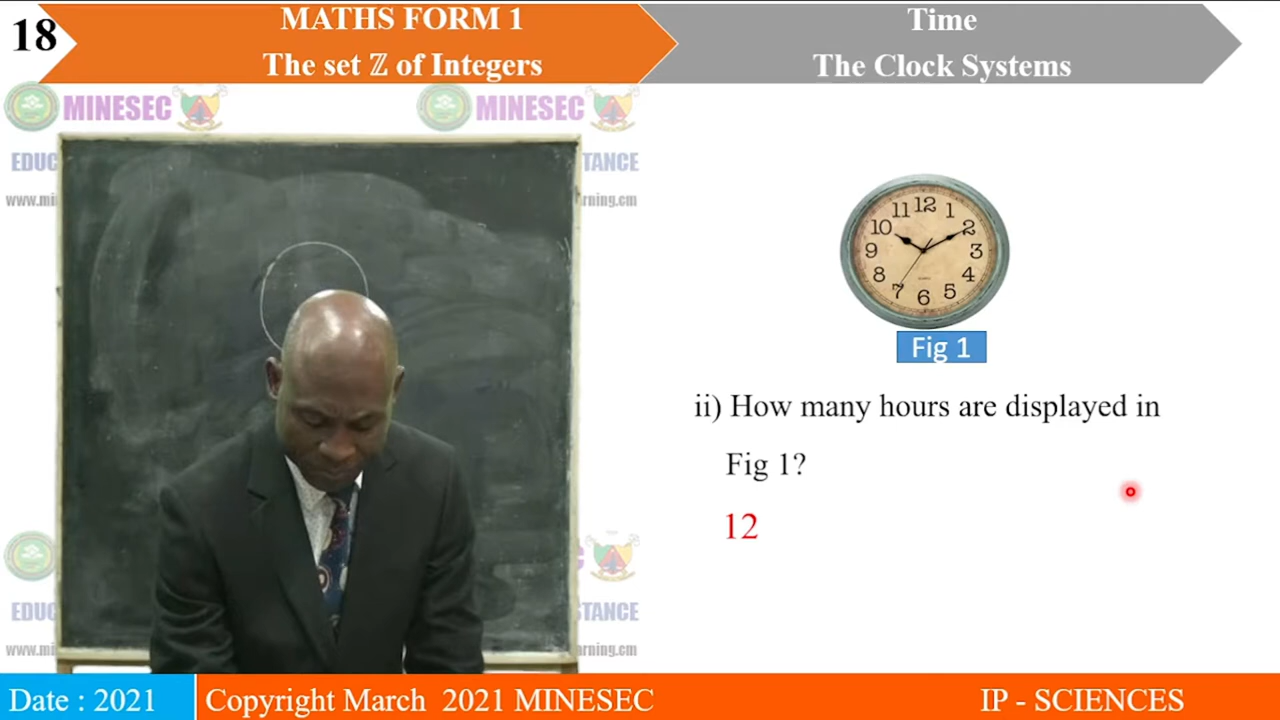 18
MATHS FORM 1
The set ℤ of Integers
Time
The Clock Systems
MINESEC
MINESEC
EDUC
TANCE
www.mi
rning.cm
12
11
1
10
2
9
3
8
4
7
5
6
Fig 1
ii) How many hours are displayed in
Fig 1?
12
EDUC
STANCE
www.mi
arning.cm
Date : 2021
Copyright March 2021 MINESEC
IP - SCIENCES